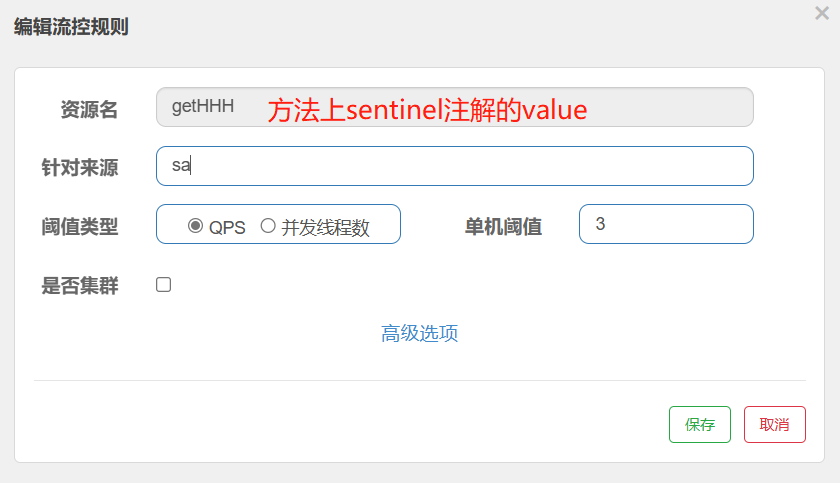 编辑流控规则
×
资源名 getHHH 方法上sentinel注解的value
针对来源 sa
阈值类型 QPS 并发线程数 单机阈值 3
是否集群
高级选项
保存 取消